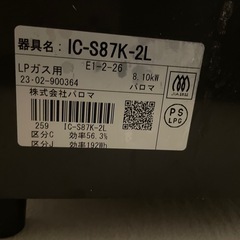 器具名: IC-S87K-2L
LPガス用 EI-2-26 8.10kW
23·02-900364 パロマ
株式会社パロマ
PS
LPG
259 IC-S87K-2L
区分C 効率56.3%
区分J 効率192Wh